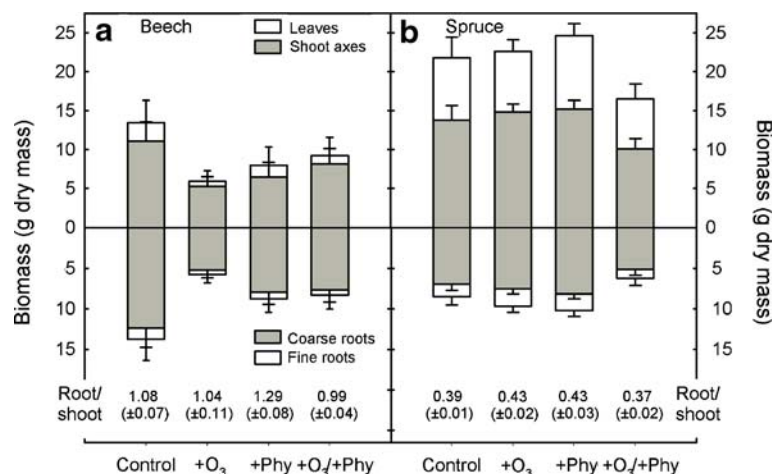 a Beech
Leaves
Shoot axes
b Spruce
Biomass (g dry mass)
25
20
15
10
5
0
5
10
15
Coarse roots
Fine roots
25
20
15
10
5
0
5
10
15
Biomass (g dry mass)
Root/
shoot
1.08 1.04 1.29 0.99
(±0.07) (±0.11) (±0.08) (±0.04)
0.39 0.43 0.43 0.37
(±0.01) (±0.02) (±0.03) (±0.02)
Root/
shoot
Control +O₃ +Phy +O₃/+Phy
Control +O₃ +Phy +O₃/+Phy